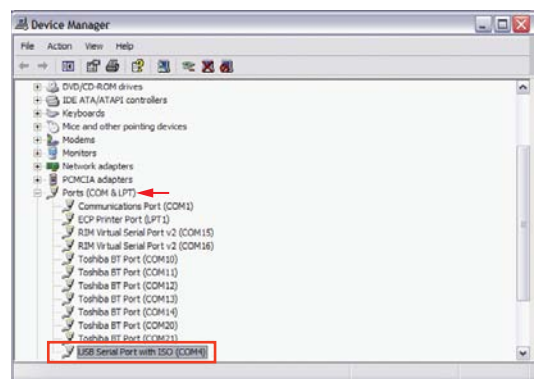 Device Manager
File Action View Help
DVD/CD-ROM drives
IDE ATA/ATAPI controllers
Keyboards
Mice and other pointing devices
Modems
Monitors
Network adapters
PCMCIA adapters
Ports (COM & LPT)
Communications Port (COM1)
ECP Printer Port (LPT1)
RIM Virtual Serial Port v2 (COM15)
RIM Virtual Serial Port v2 (COM16)
Toshiba BT Port (COM10)
Toshiba BT Port (COM11)
Toshiba BT Port (COM12)
Toshiba BT Port (COM13)
Toshiba BT Port (COM14)
Toshiba BT Port (COM20)
Toshiba BT Port (COM21)
USB Serial Port with ISO (COM4)